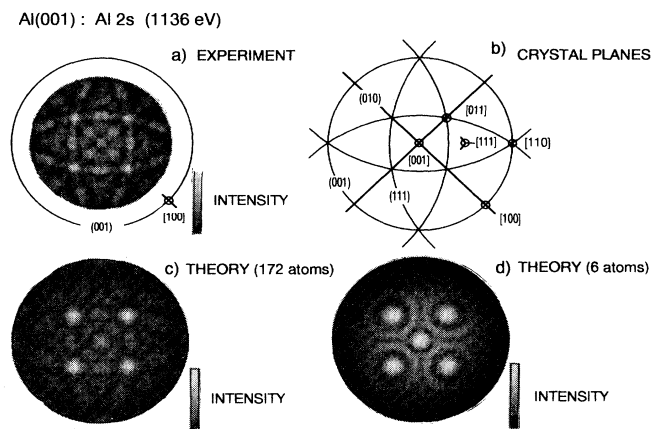 Al(001) : Al 2s (1136 eV)
a) EXPERIMENT
[100]
(001)
INTENSITY
b) CRYSTAL PLANES
(010)
[011]
[111]
[110]
[001]
(001)
(111)
[100]
c) THEORY (172 atoms)
INTENSITY
d) THEORY (6 atoms)
INTENSITY